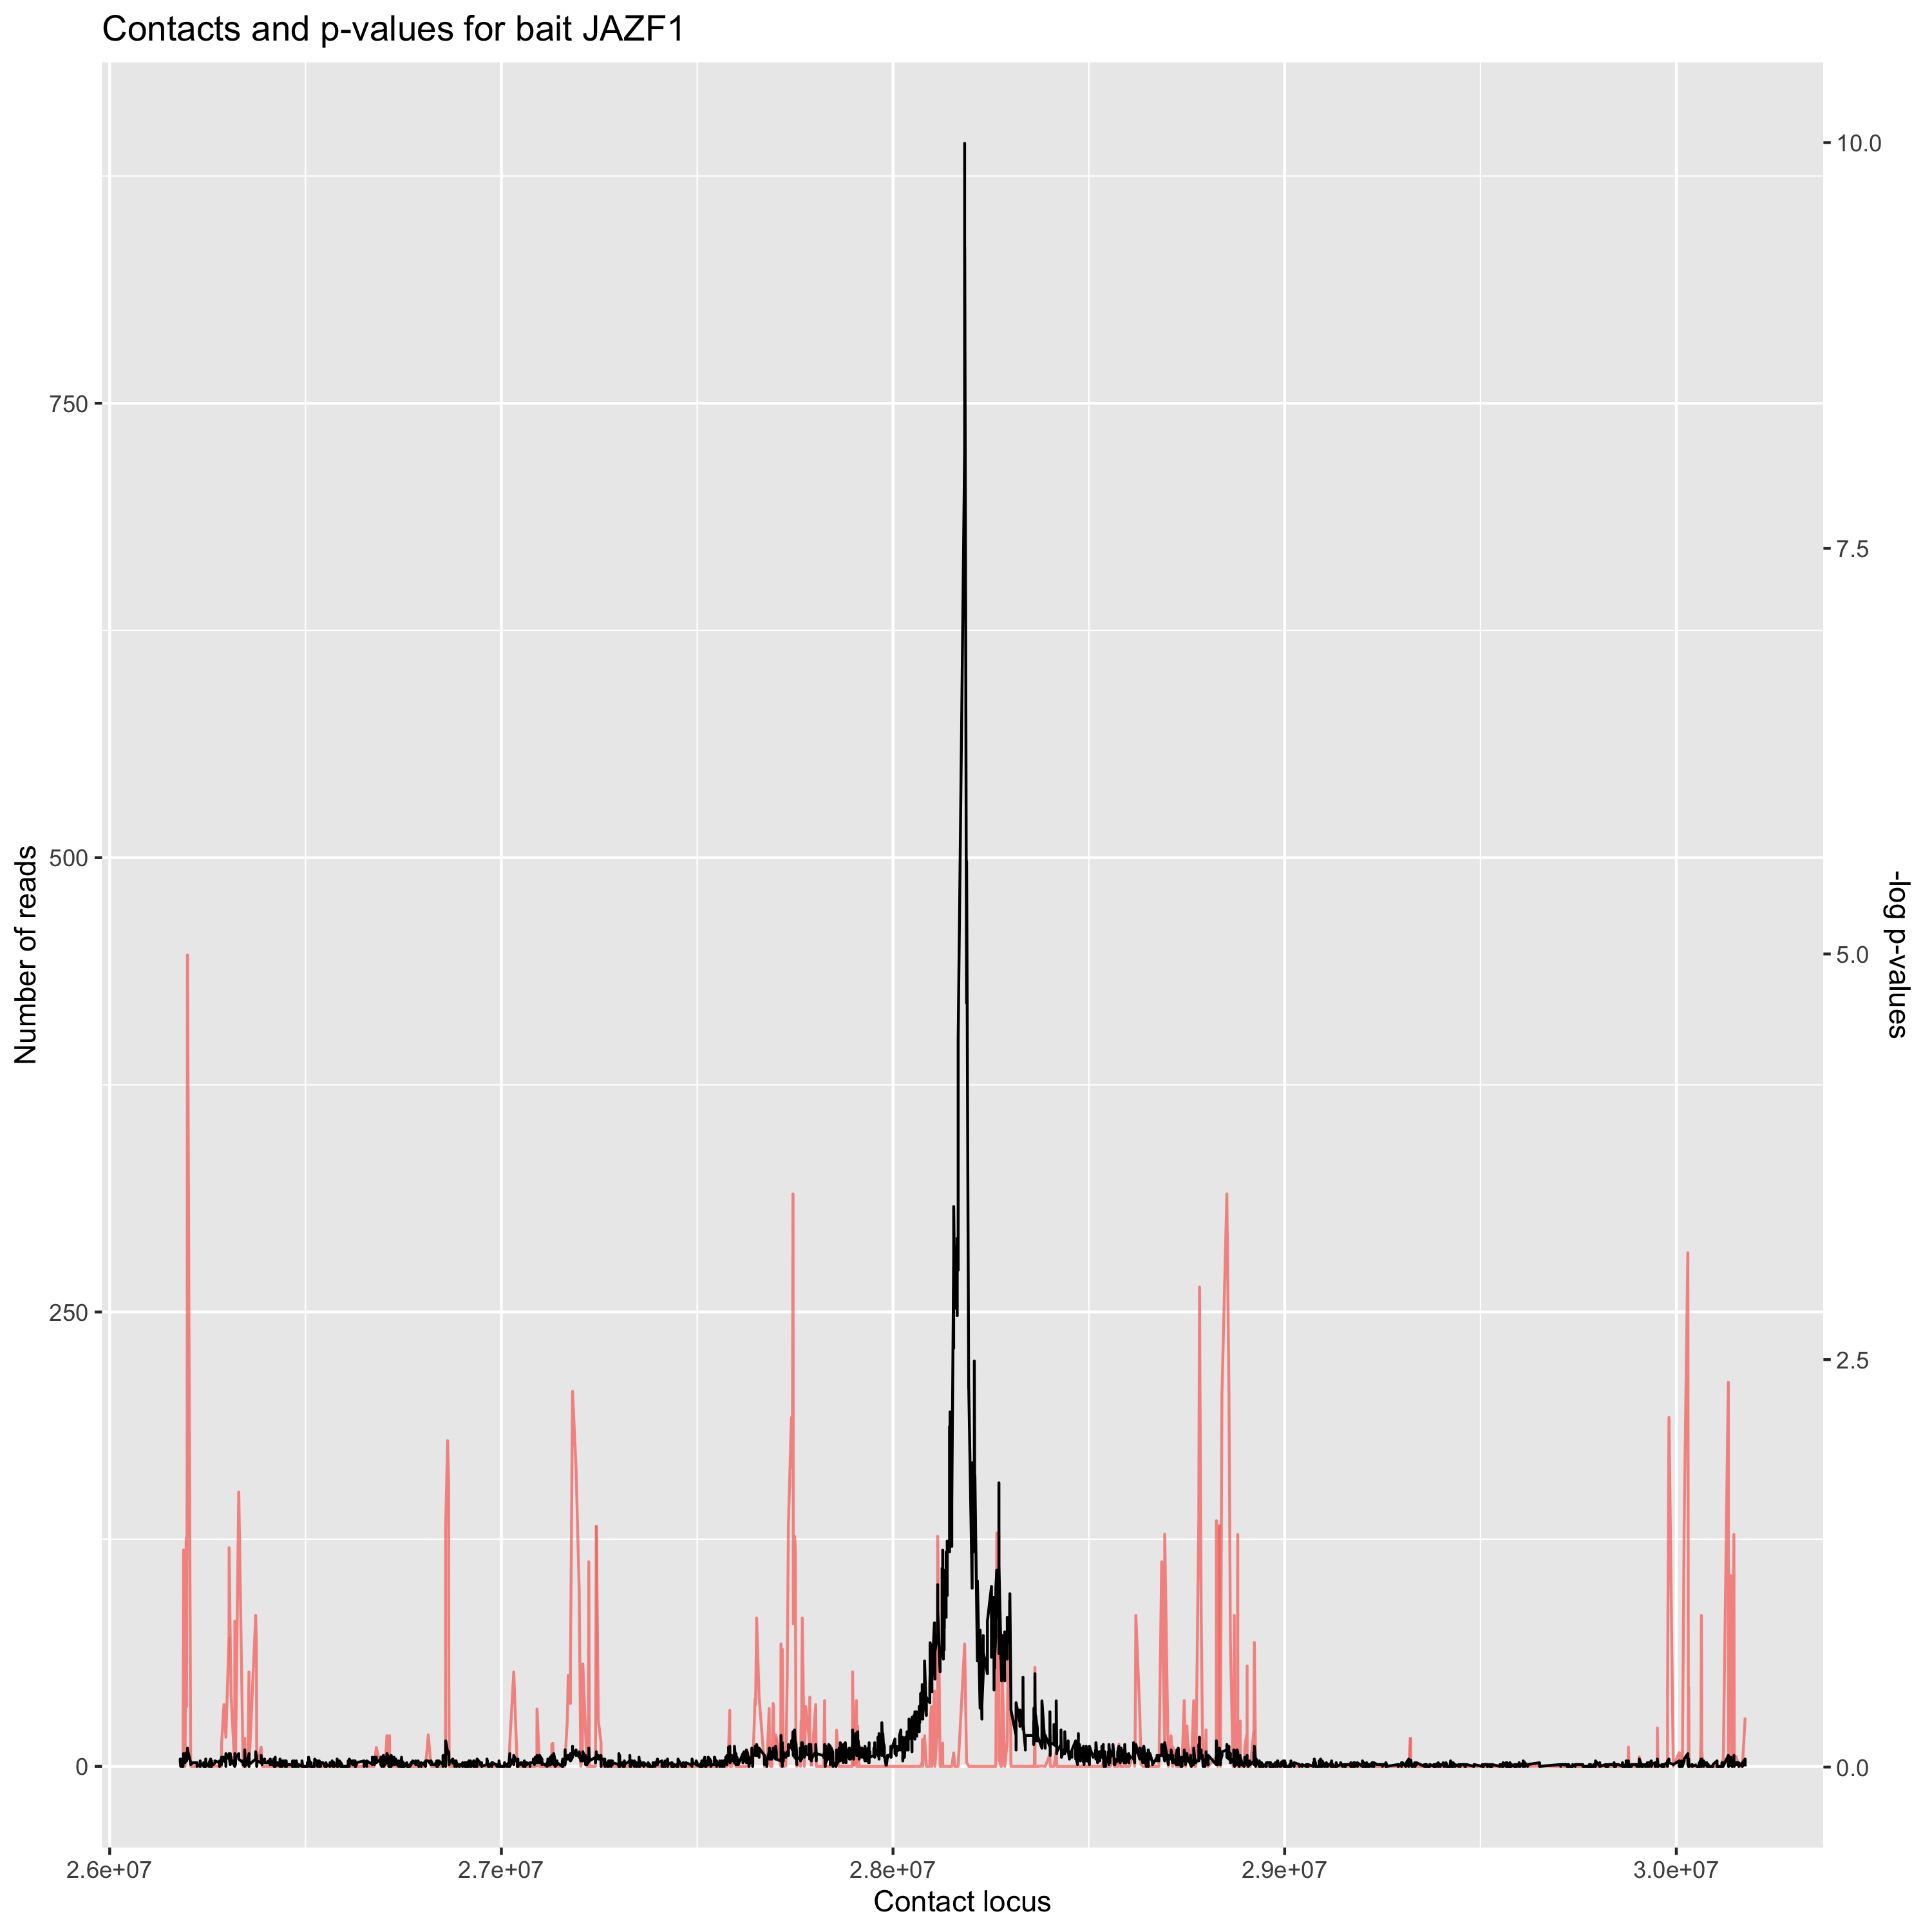 Contacts and p-values for bait JAZF1
10.0
750
7.5
500
5.0
Number of reads
-log p-values
250
2.5
0
0.0
2.6e+07 2.7e+07 2.8e+07 2.9e+07 3.0e+07
Contact locus